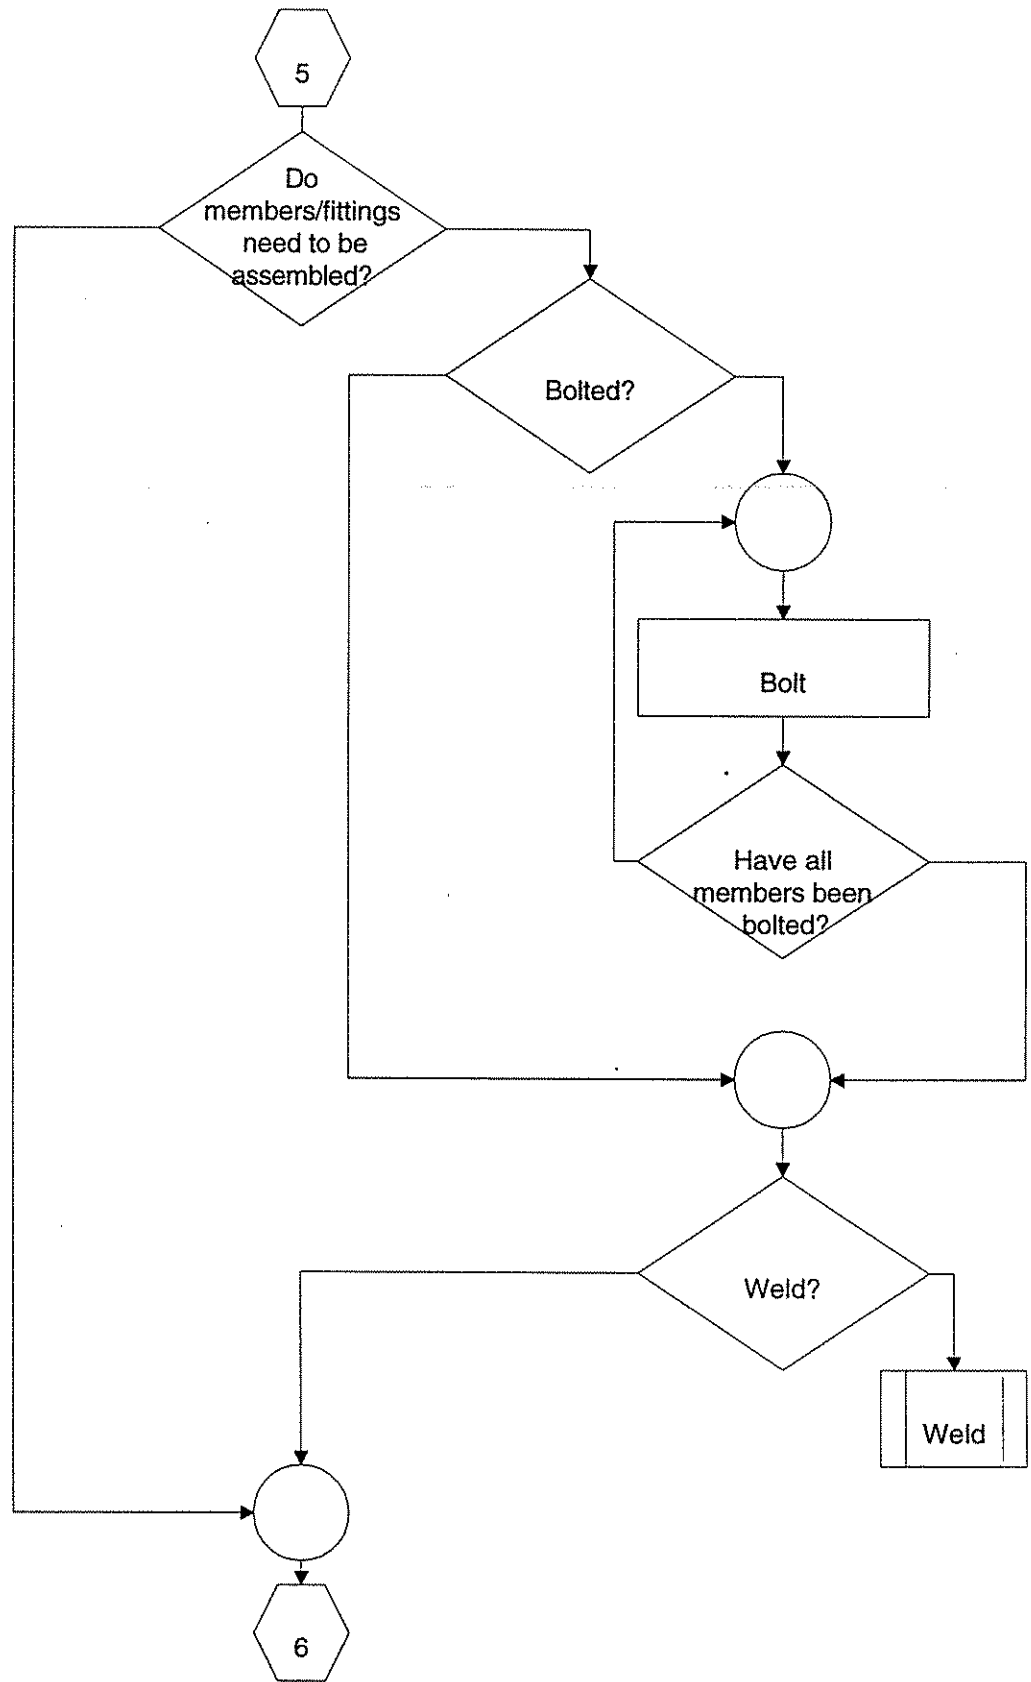 5
Do
members/fittings
need to be
assembled?
Bolted?
Bolt
Have all
members been
bolted?
Weld?
Weld
6